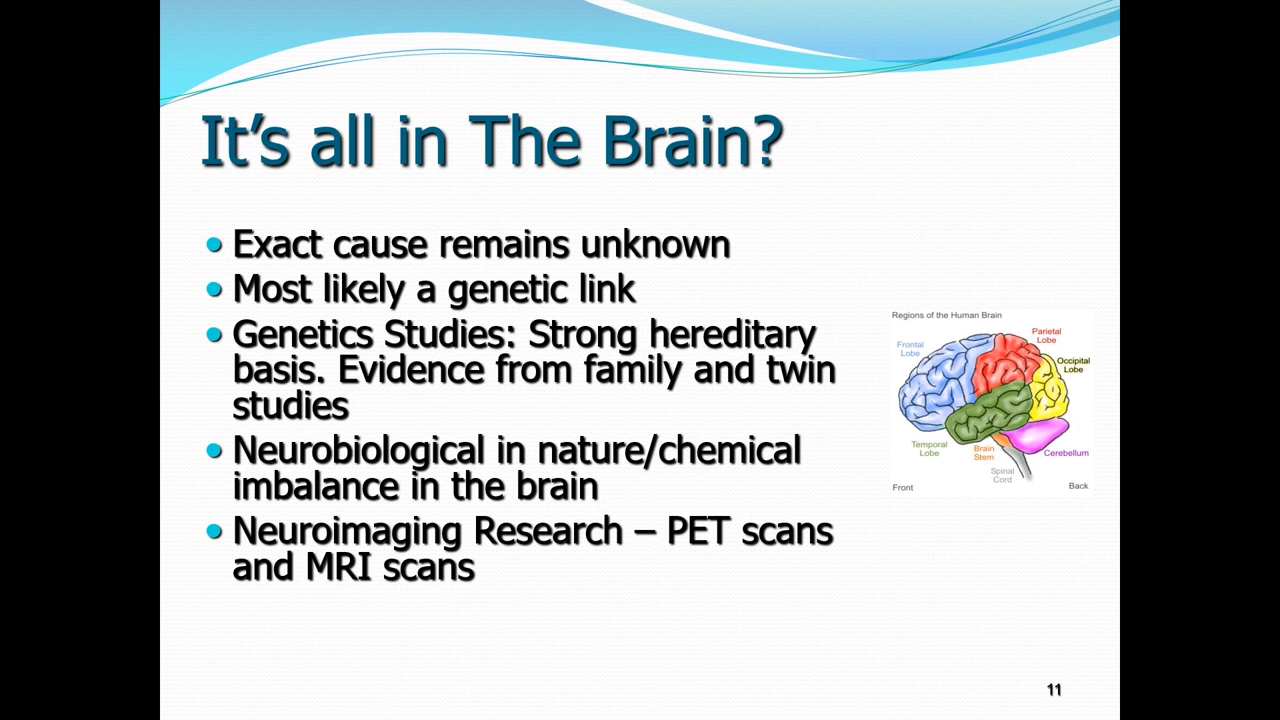 It’s all in The Brain?
• Exact cause remains unknown
• Most likely a genetic link
• Genetics Studies: Strong hereditary
basis. Evidence from family and twin
studies
• Neurobiological in nature/chemical
imbalance in the brain
• Neuroimaging Research – PET scans
and MRI scans
Regions of the Human Brain
Frontal
Lobe
Parietal
Lobe
Occipital
Lobe
Temporal
Lobe
Brain
Stem
Cerebellum
Spinal
Cord
Front
Back
11